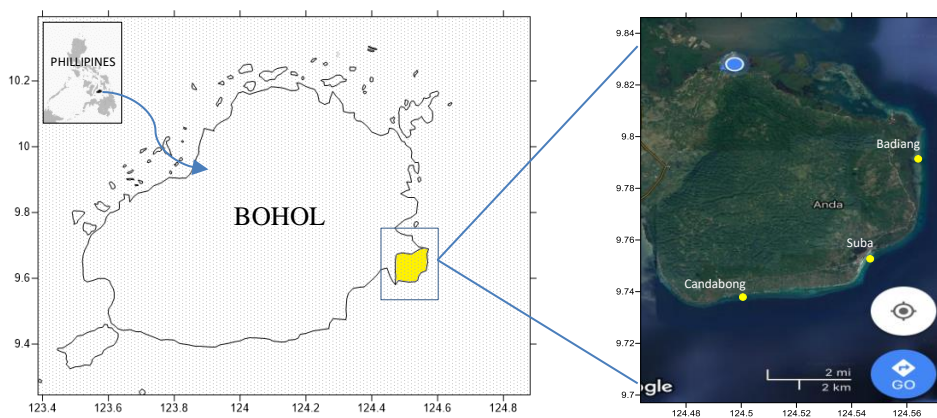 PHILLIPINES
BOHOL
10.2
10
9.8
9.6
9.4
123.4 123.6 123.8 124 124.2 124.4 124.6 124.8
9.84
9.82
9.8
9.78
9.76
9.74
9.72
9.7
124.48 124.5 124.52 124.54 124.56
Badiang
Anda
Suba
Candabong
2 mi
2 km
GO
gle